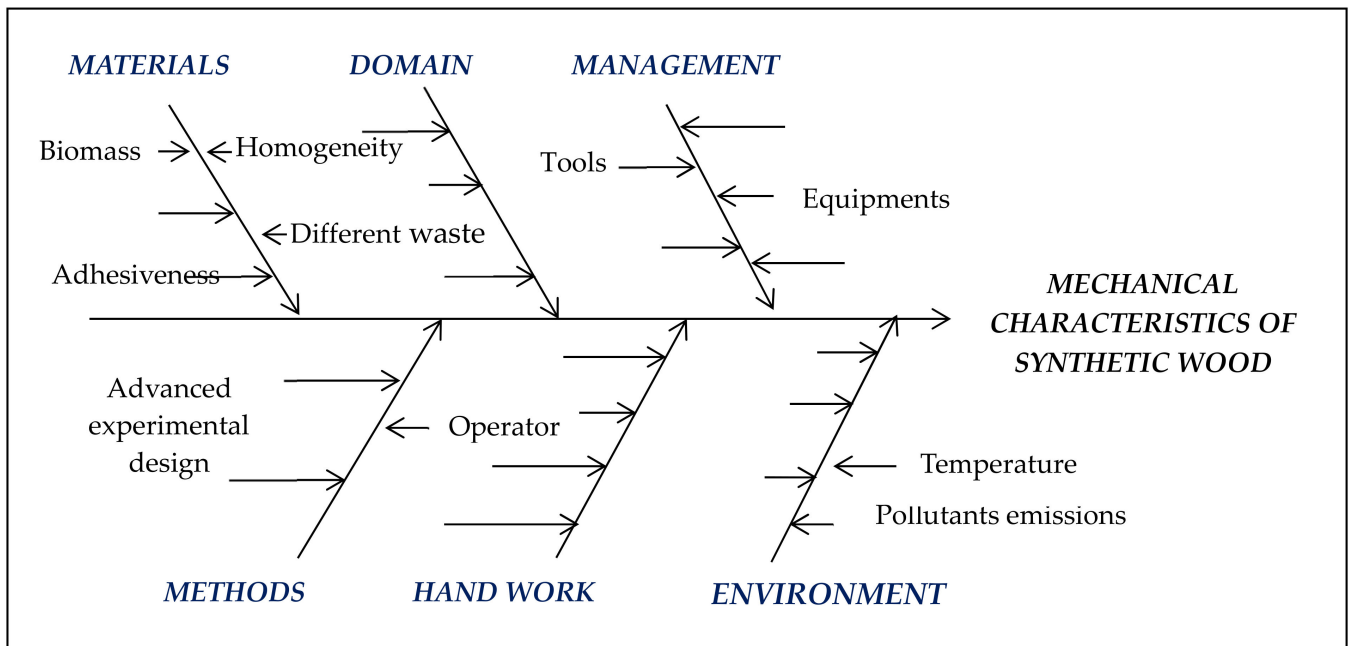 MATERIALS
DOMAIN
MANAGEMENT
Biomass
Homogeneity
Tools
Equipments
Different waste
Adhesiveness
MECHANICAL
CHARACTERISTICS OF
SYNTHETIC WOOD
Advanced
experimental
design
Operator
Temperature
Pollutants emissions
METHODS
HAND WORK
ENVIRONMENT